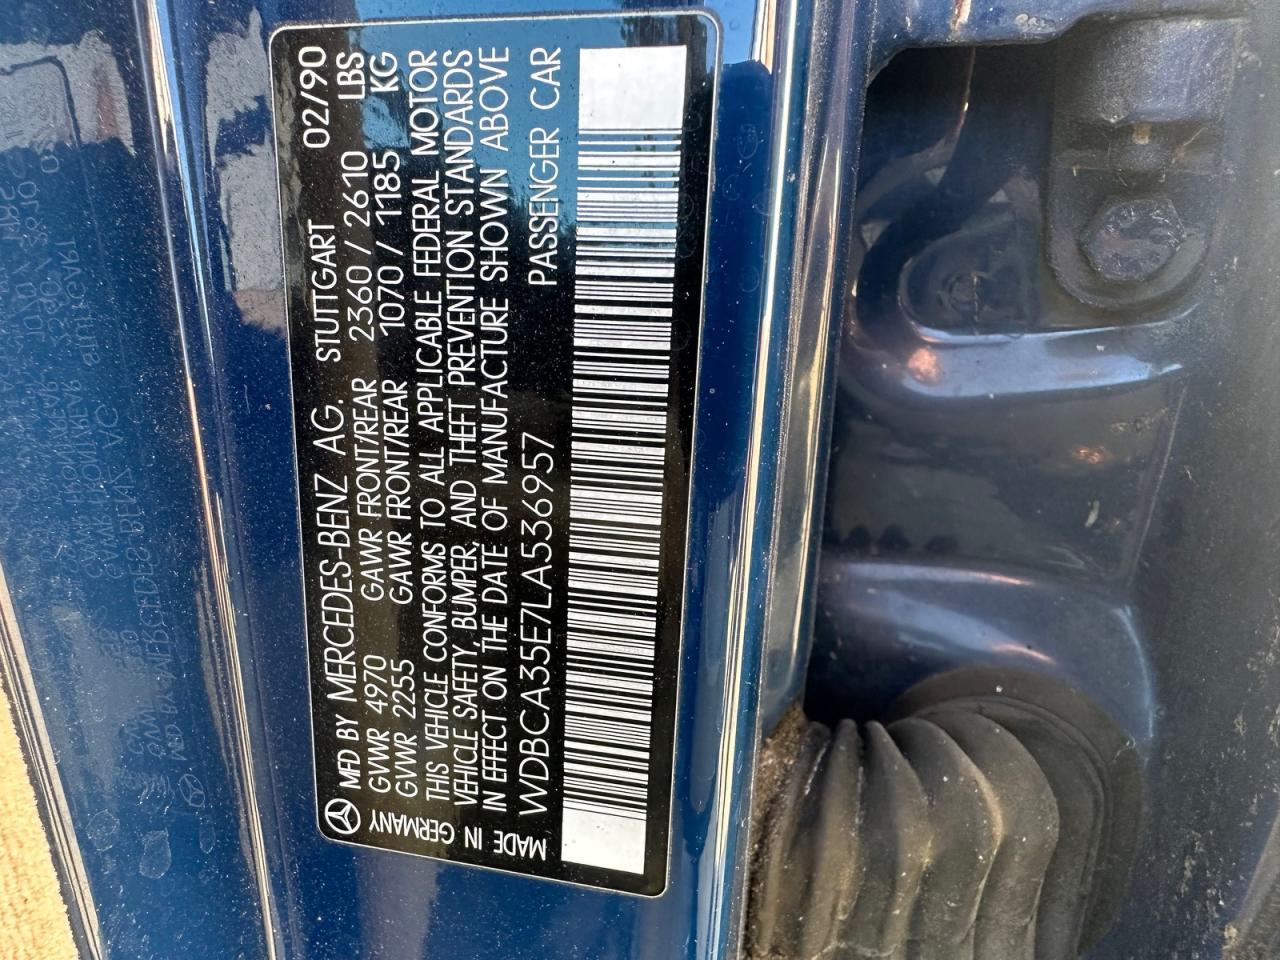 MFD BY MERCEDES-BENZ AG. STUTTGART 02/90
GVWR 4970 GAWR FRONT/REAR 2360 / 2610 LBS
GVWR 2255 GAWR FRONT/REAR 1070 / 1185 KG
THIS VEHICLE CONFORMS TO ALL APPLICABLE FEDERAL MOTOR
VEHICLE SAFETY, BUMPER, AND THEFT PREVENTION STANDARDS
IN EFFECT ON THE DATE OF MANUFACTURE SHOWN ABOVE
WDBCA35E7LA536957 PASSENGER CAR
MADE IN GERMANY